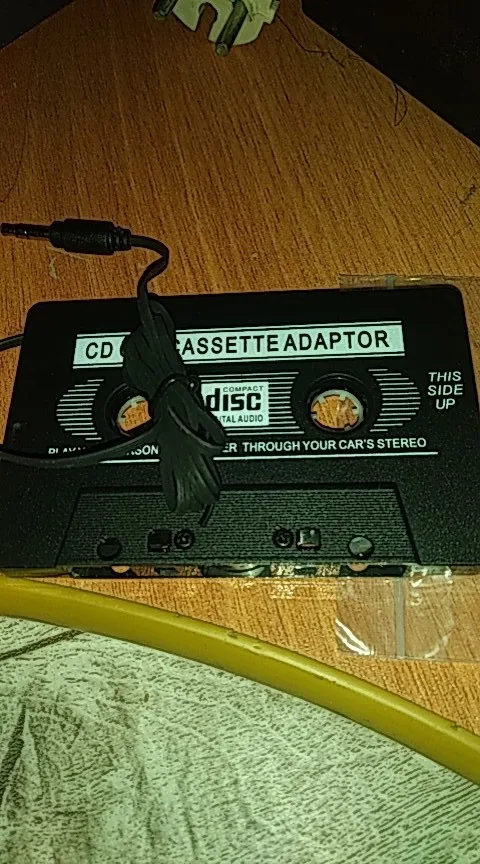 CD CASSETTE ADAPTOR
THIS
SIDE
UP
COMPACT
disc
DIGITAL AUDIO
THROUGH YOUR CAR'S STEREO